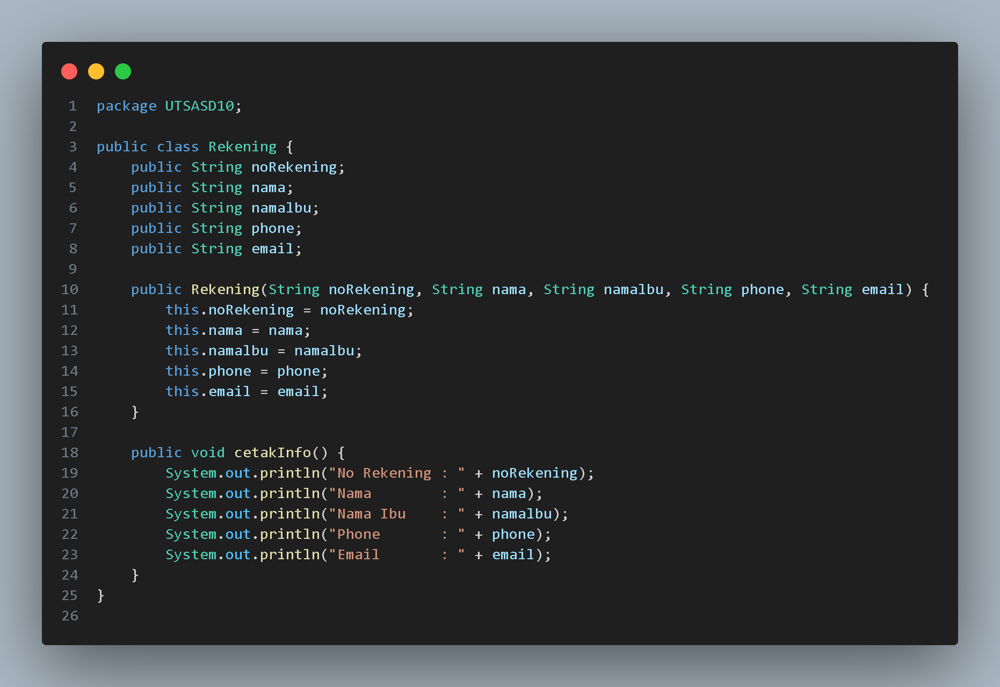 1 package UTSASD10;
2
3 public class Rekening {
4     public String noRekening;
5     public String nama;
6     public String namalbu;
7     public String phone;
8     public String email;
9
10     public Rekening(String noRekening, String nama, String namalbu, String phone, String email) {
11         this.noRekening = noRekening;
12         this.nama = nama;
13         this.namalbu = namalbu;
14         this.phone = phone;
15         this.email = email;
16     }
17
18     public void cetakInfo() {
19         System.out.println("No Rekening : " + noRekening);
20         System.out.println("Nama        : " + nama);
21         System.out.println("Nama Ibu    : " + namalbu);
22         System.out.println("Phone       : " + phone);
23         System.out.println("Email       : " + email);
24     }
25 }
26